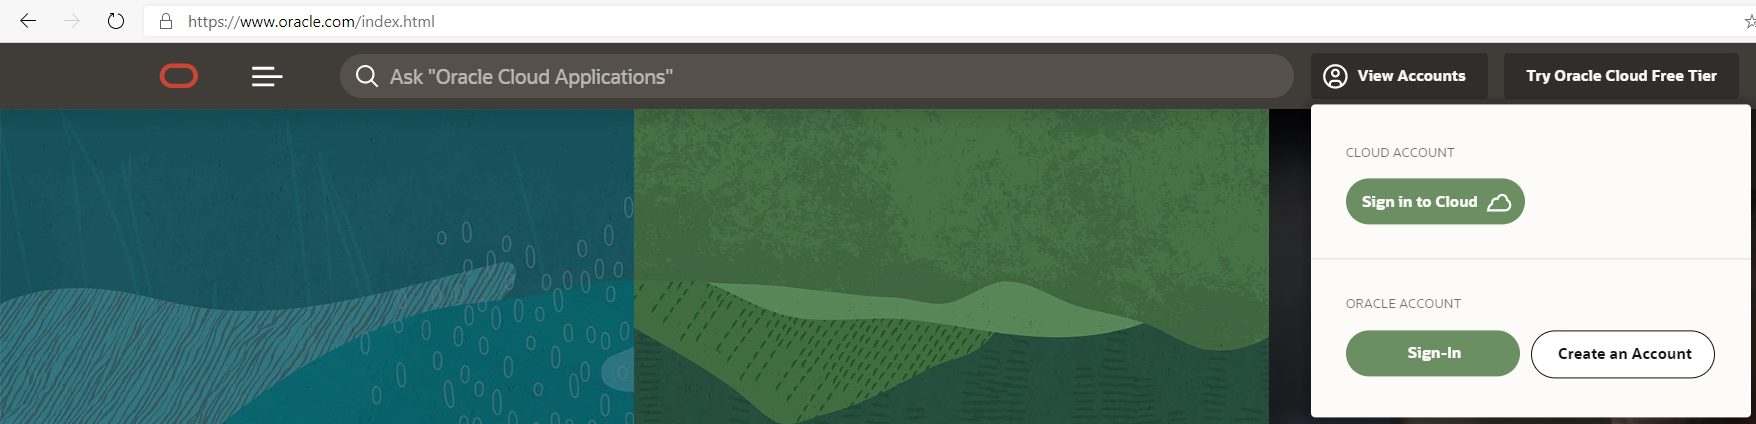 https://www.oracle.com/index.html
Ask "Oracle Cloud Applications"
View Accounts
Try Oracle Cloud Free Tier
CLOUD ACCOUNT
Sign in to Cloud
ORACLE ACCOUNT
Sign-In
Create an Account